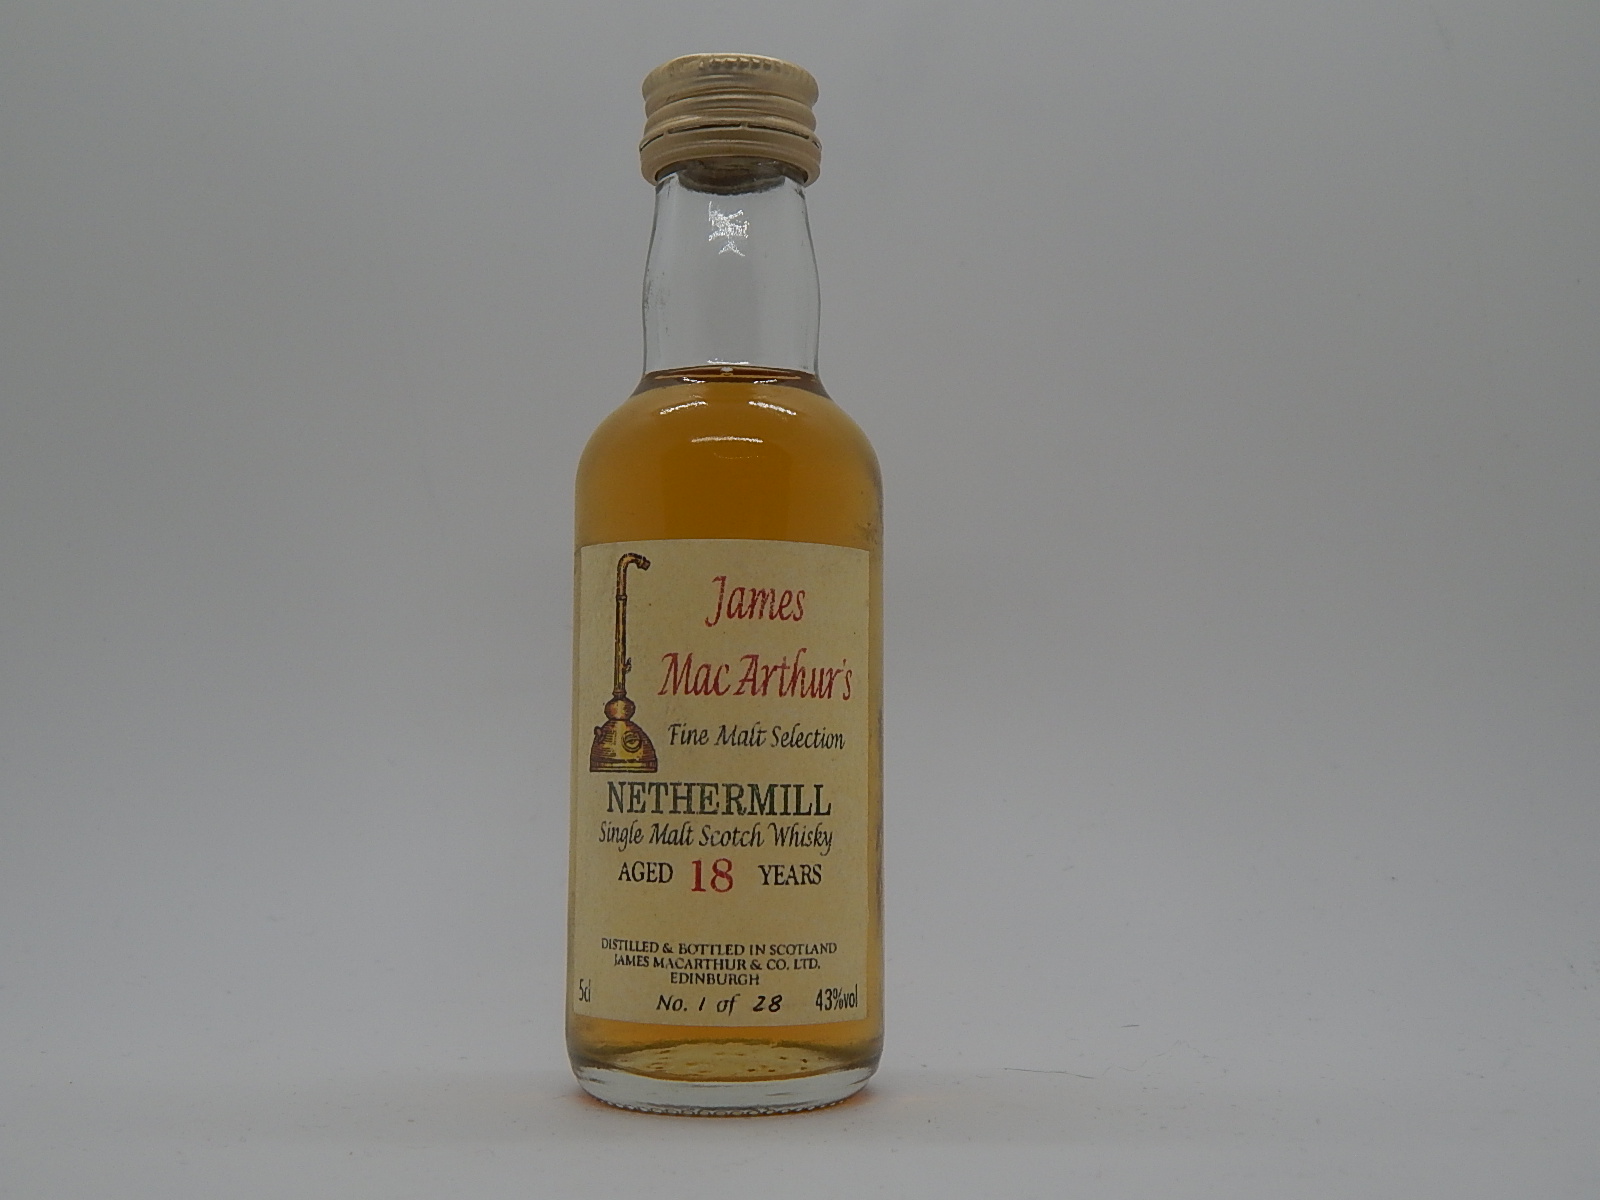 James
MacArthur's
Fine Malt Selection
NETHERMILL
Single Malt Scotch Whisky
AGED 18 YEARS
DISTILLED & BOTTLED IN SCOTLAND
JAMES MACARTHUR & CO. LTD.
EDINBURGH
5cl No. 1 of 28 43%vol